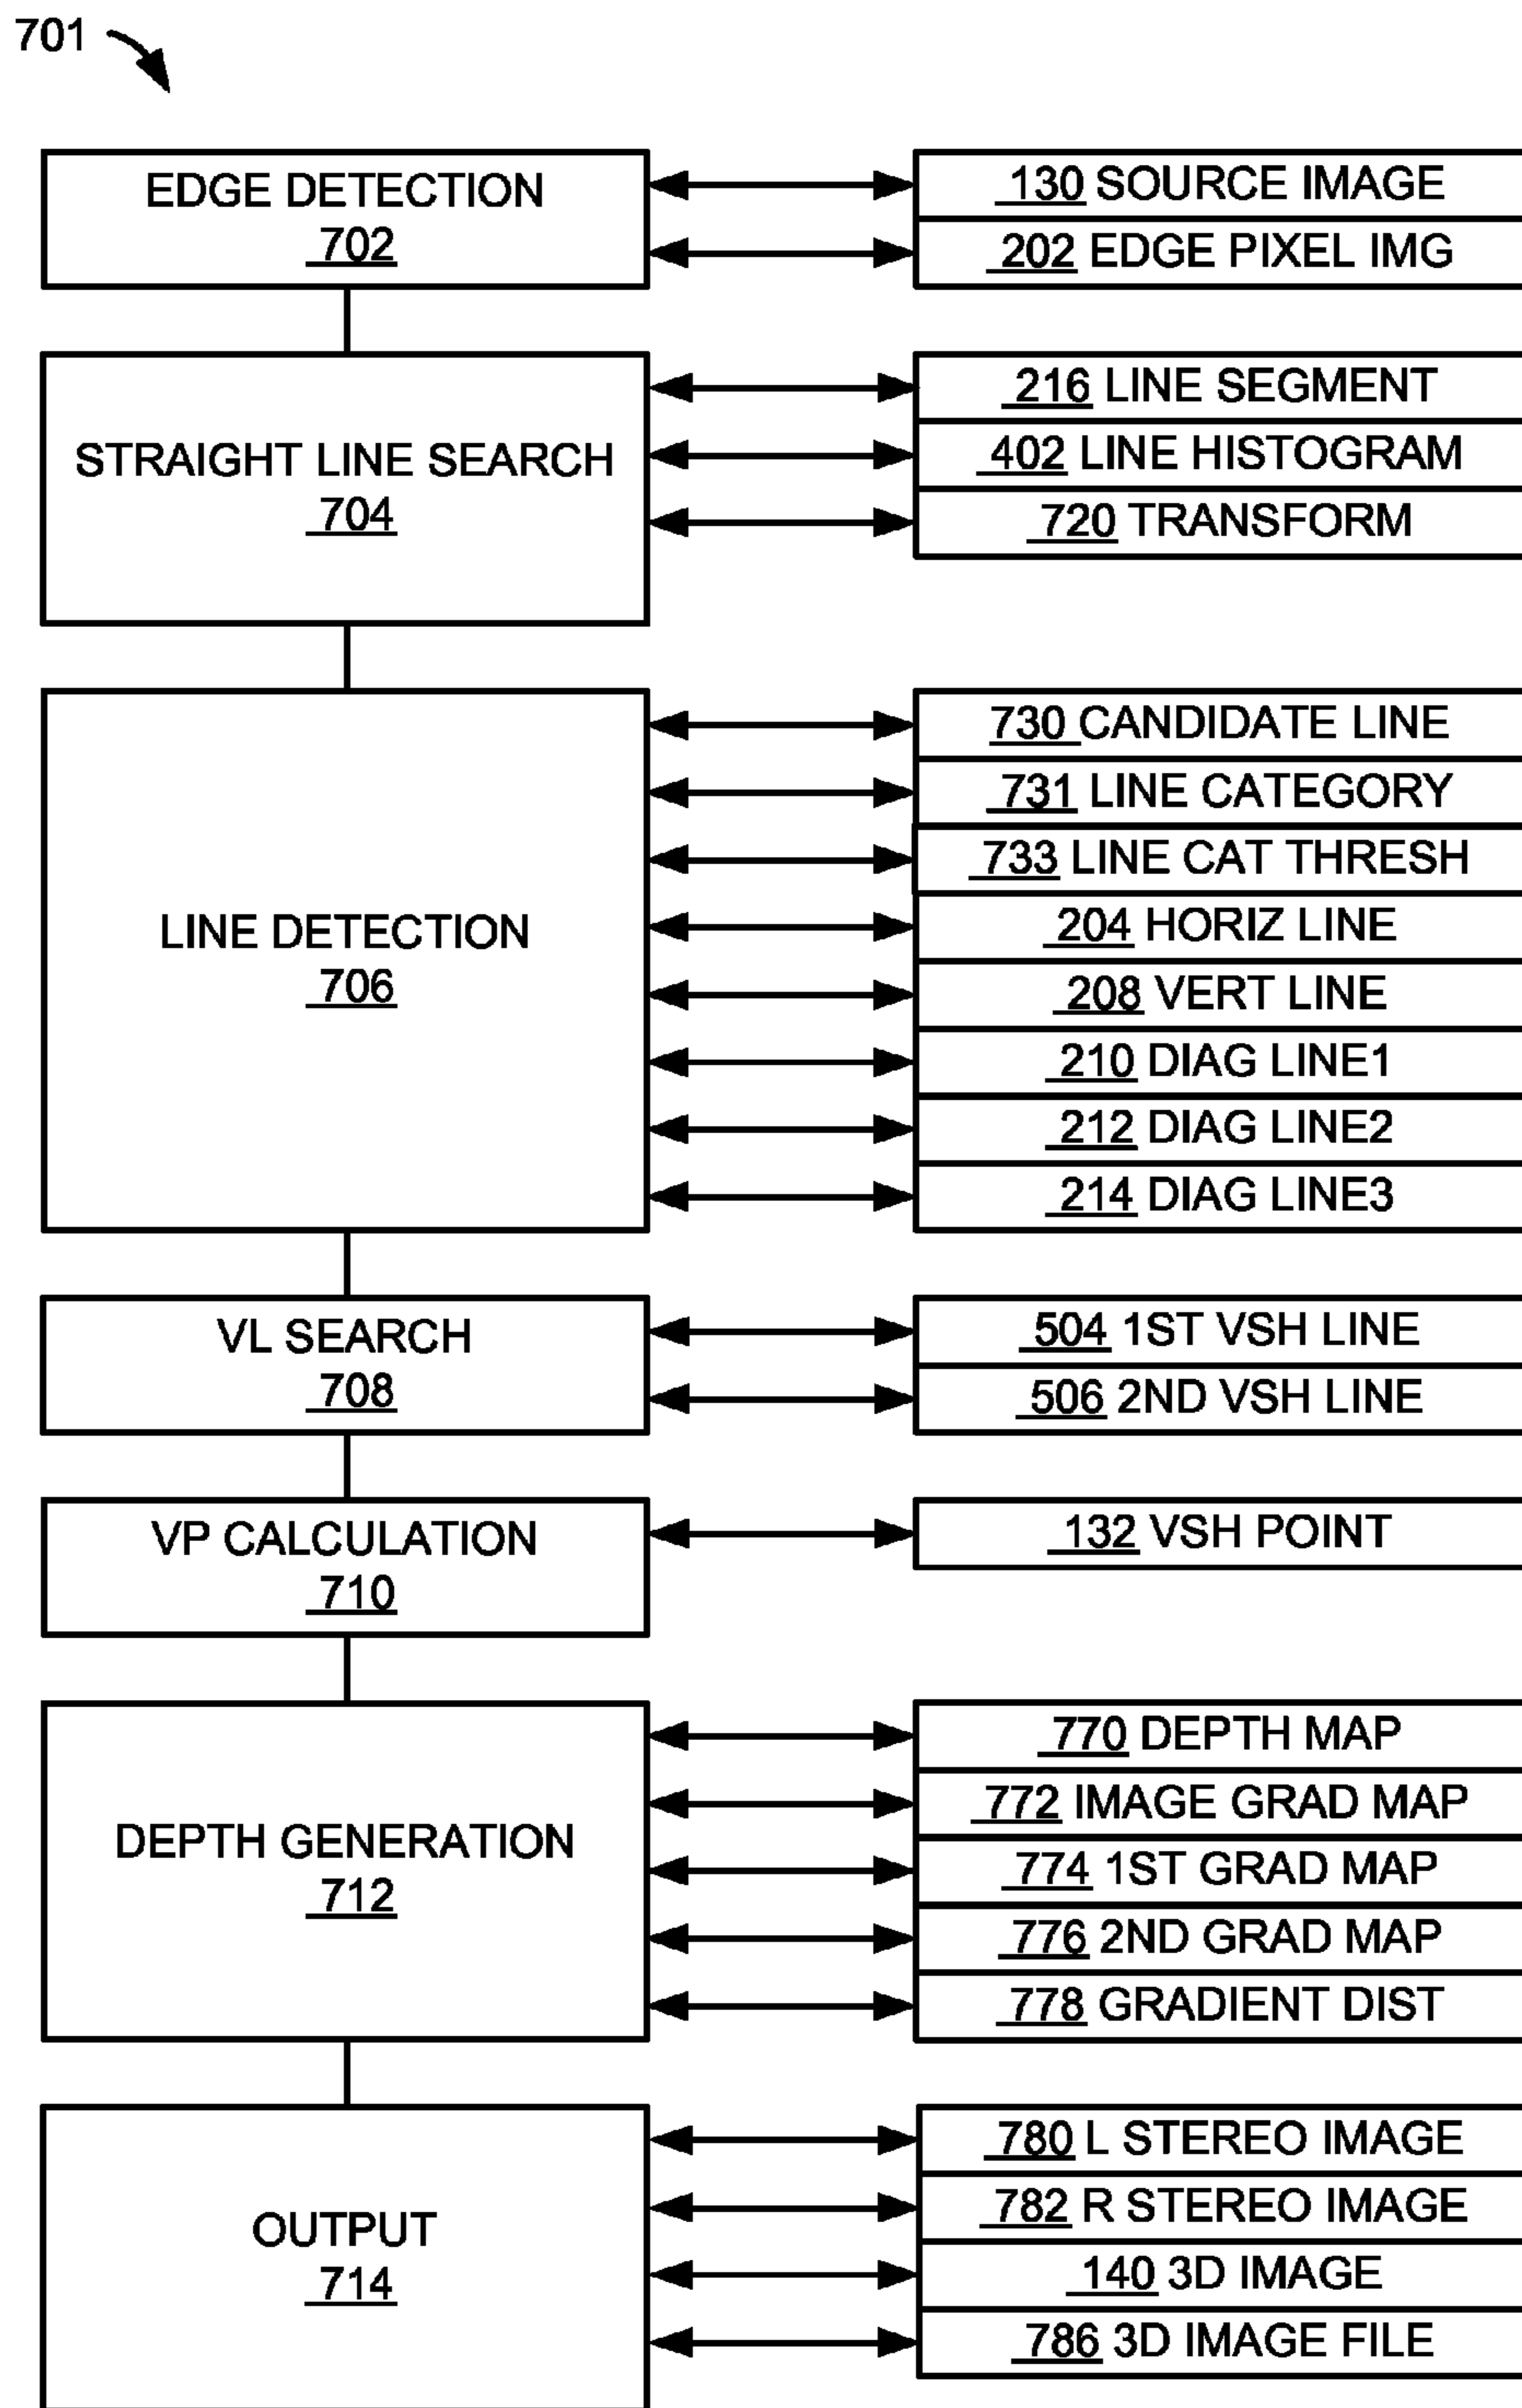 701
EDGE DETECTION
702
130 SOURCE IMAGE
202 EDGE PIXEL IMG
STRAIGHT LINE SEARCH
704
216 LINE SEGMENT
402 LINE HISTOGRAM
720 TRANSFORM
LINE DETECTION
706
730 CANDIDATE LINE
731 LINE CATEGORY
733 LINE CAT THRESH
204 HORIZ LINE
208 VERT LINE
210 DIAG LINE1
212 DIAG LINE2
214 DIAG LINE3
VL SEARCH
708
504 1ST VSH LINE
506 2ND VSH LINE
VP CALCULATION
710
132 VSH POINT
DEPTH GENERATION
712
770 DEPTH MAP
772 IMAGE GRAD MAP
774 1ST GRAD MAP
776 2ND GRAD MAP
778 GRADIENT DIST
OUTPUT
714
780 L STEREO IMAGE
782 R STEREO IMAGE
140 3D IMAGE
786 3D IMAGE FILE